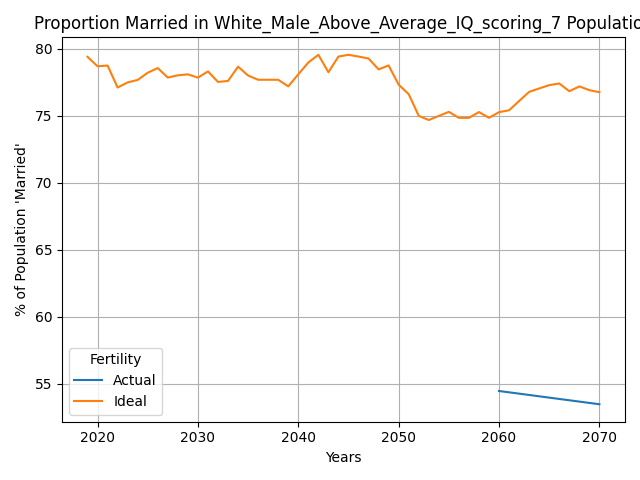 Proportion Married in White_Male_Above_Average_IQ_scoring_7 Populatio
% of Population 'Married'
80
75
70
65
60
55
Fertility
Actual
Ideal
2020 2030 2040 2050 2060 2070
Years